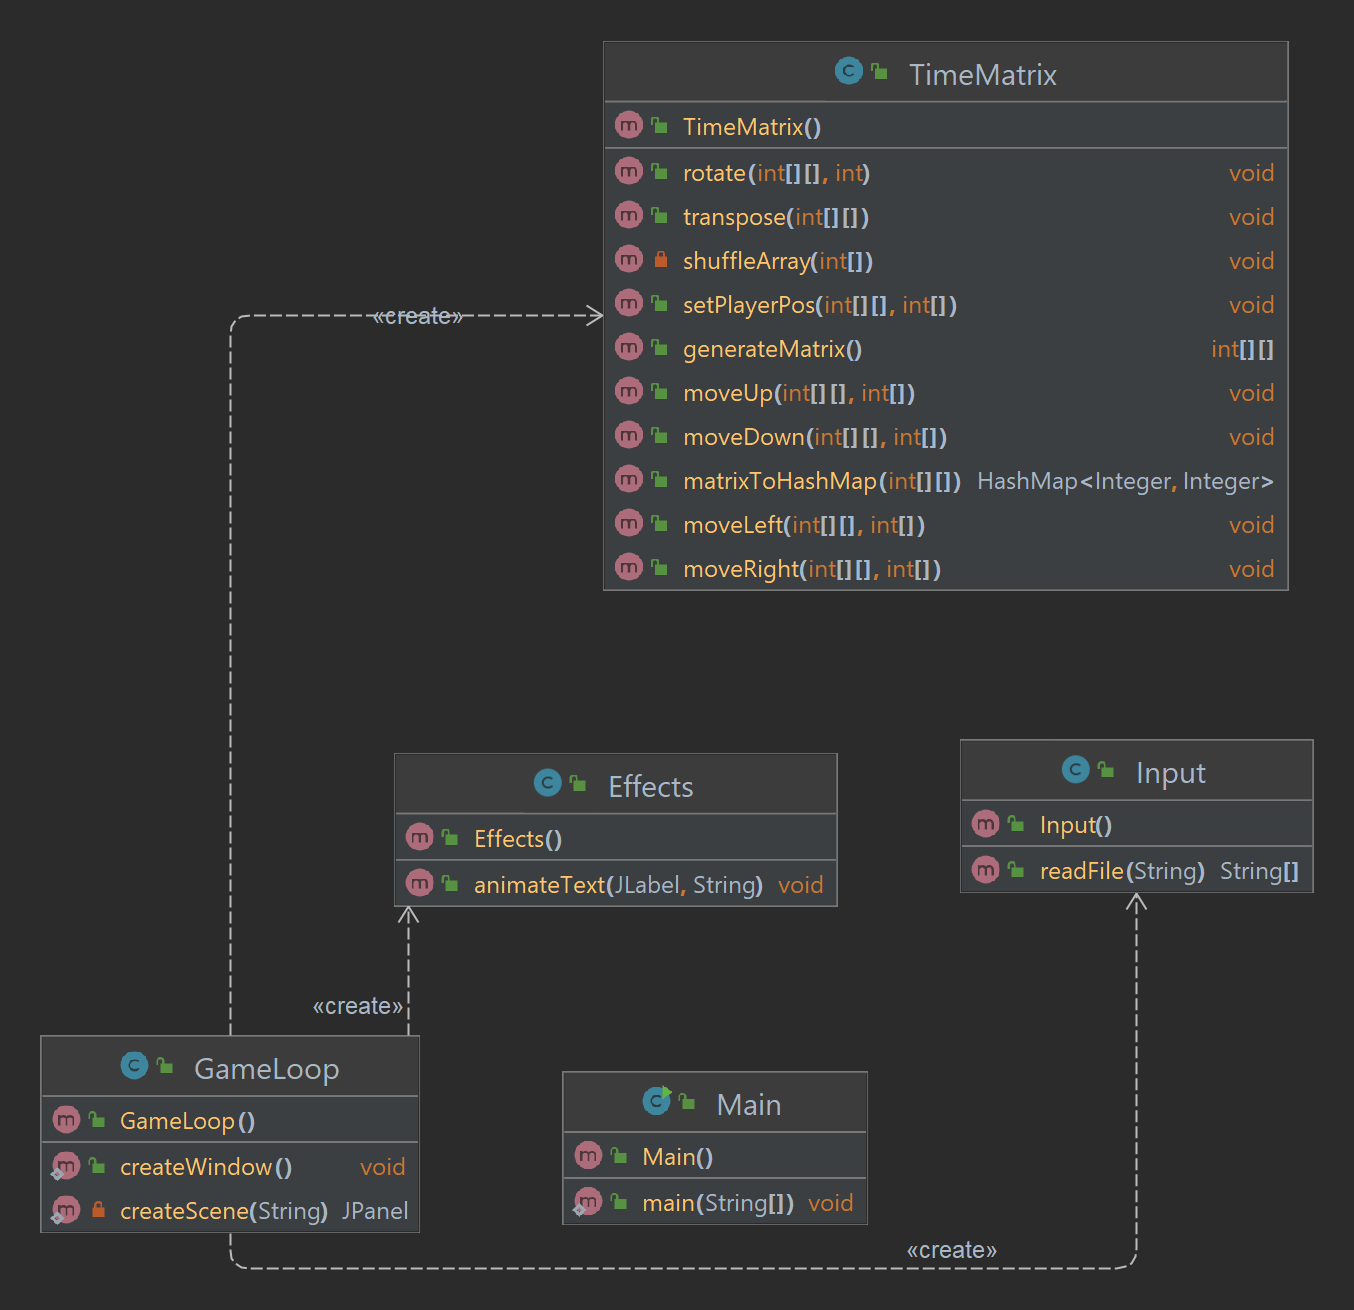 TimeMatrix
TimeMatrix()
rotate(int[][], int) void
transpose(int[][]) void
shuffleArray(int[]) void
setPlayerPos(int[][], int[]) void
generateMatrix() int[][]
moveUp(int[][], int[]) void
moveDown(int[][], int[]) void
matrixToHashMap(int[][]) HashMap<Integer, Integer>
moveLeft(int[][], int[]) void
moveRight(int[][], int[]) void
«create»
Effects
Effects()
animateText(JLabel, String) void
Input
Input()
readFile(String) String[]
«create»
GameLoop
GameLoop()
createWindow() void
createScene(String) JPanel
Main
Main()
main(String[]) void
«create»